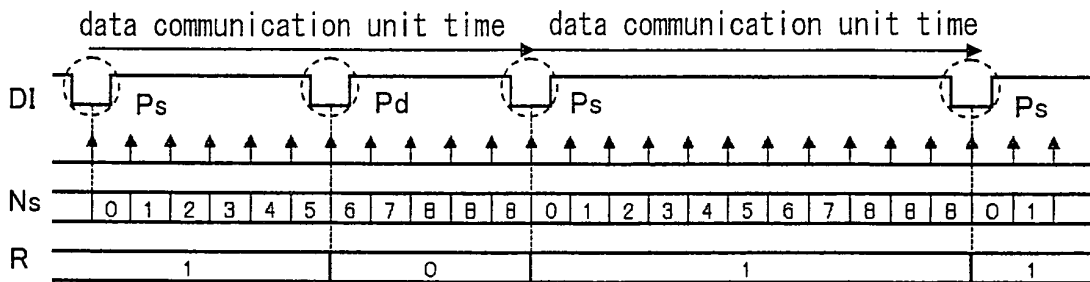 data communication unit time data communication unit time
DI Ps Pd Ps Ps
Ns 0 1 2 3 4 5 6 7 8 8 8 0 1 2 3 4 5 6 7 8 8 8 0 1
R 1 0 1 1